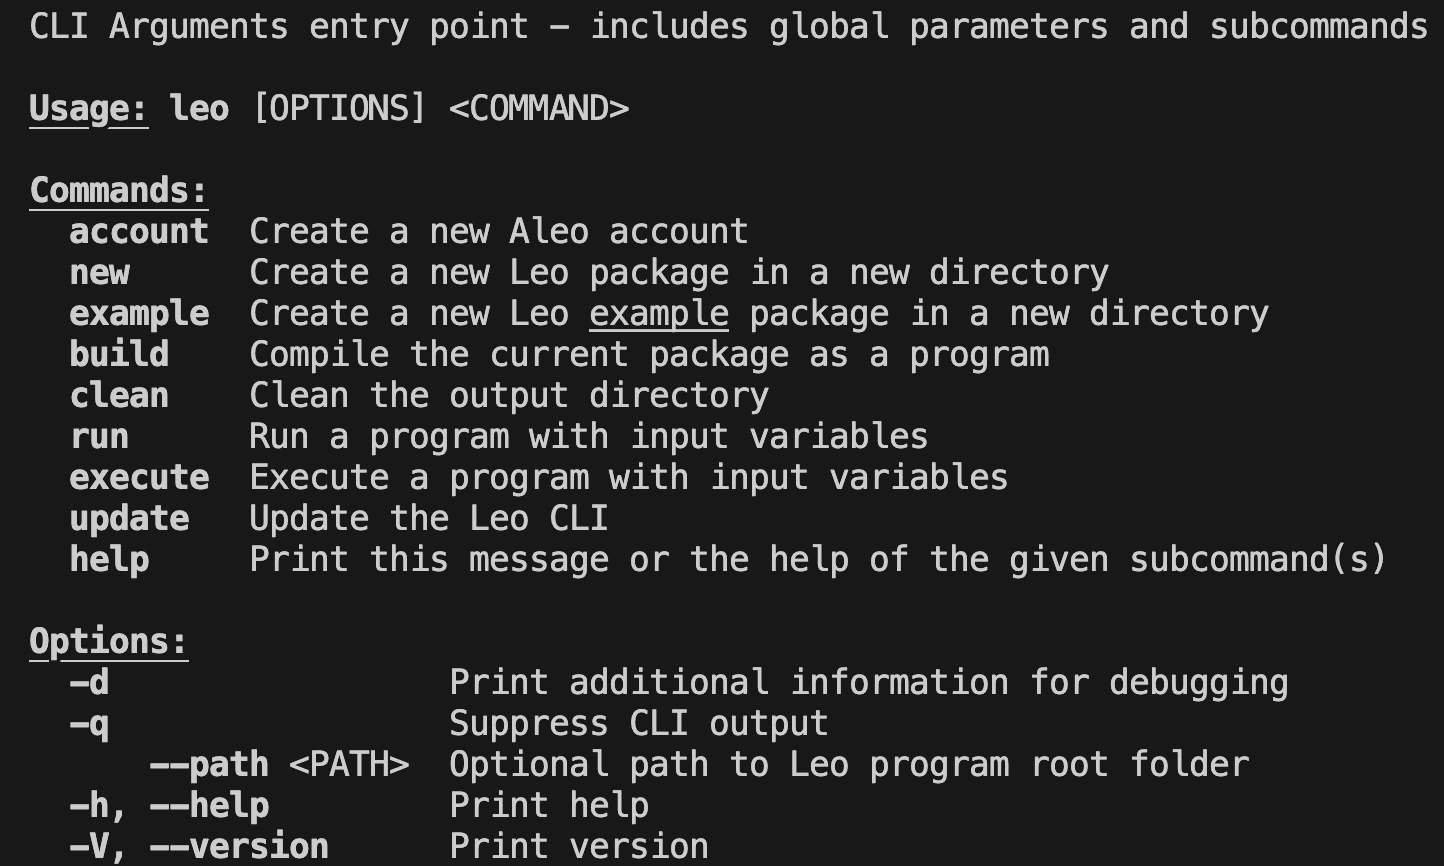 CLI Arguments entry point – includes global parameters and subcommands
Usage: leo [OPTIONS] <COMMAND>
Commands:
account Create a new Aleo account
new Create a new Leo package in a new directory
example Create a new Leo example package in a new directory
build Compile the current package as a program
clean Clean the output directory
run Run a program with input variables
execute Execute a program with input variables
update Update the Leo CLI
help Print this message or the help of the given subcommand(s)
Options:
-d Print additional information for debugging
-q Suppress CLI output
--path <PATH> Optional path to Leo program root folder
-h, --help Print help
-V, --version Print version